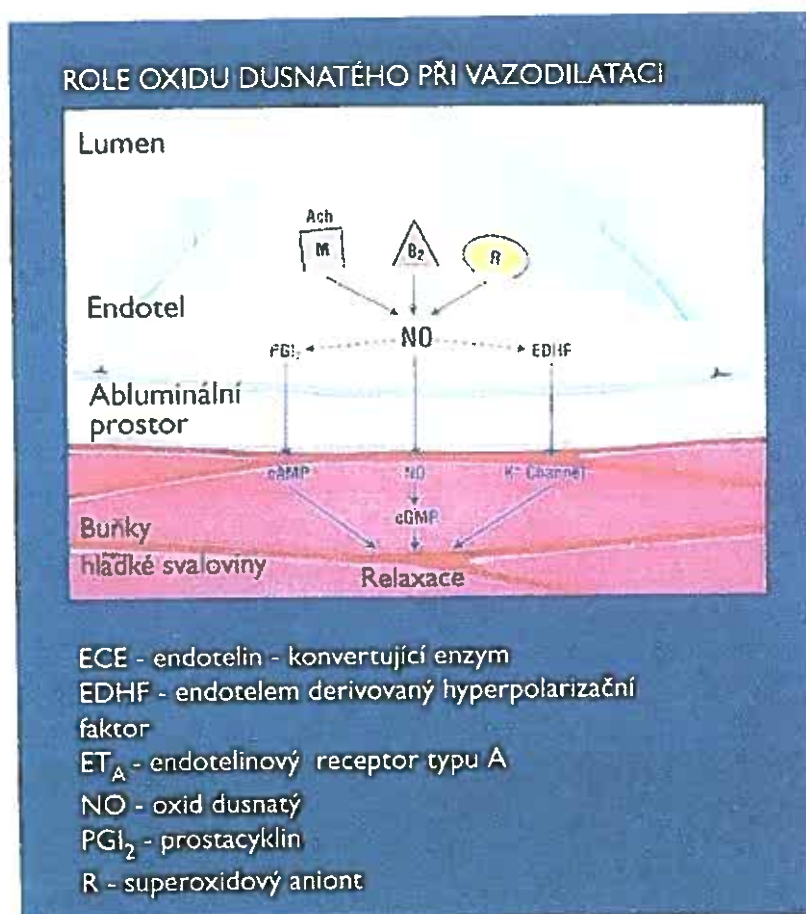 ROLE OXIDU DUSNATÉHO PŘI VAZODILATACI
Lumen
Ach
M B₂ R
Endotel
NO
PGI₂ EDHF
Abluminální
prostor
cAMP NO K⁺ Channel
cGMP
Buňky
hladké svaloviny
Relaxace
ECE - endotelin - konvertující enzym
EDHF - endotelem derivovaný hyperpolarizační
faktor
ET_A - endotelinový receptor typu A
NO - oxid dusnatý
PGI₂ - prostacyklin
R - superoxidový aniont